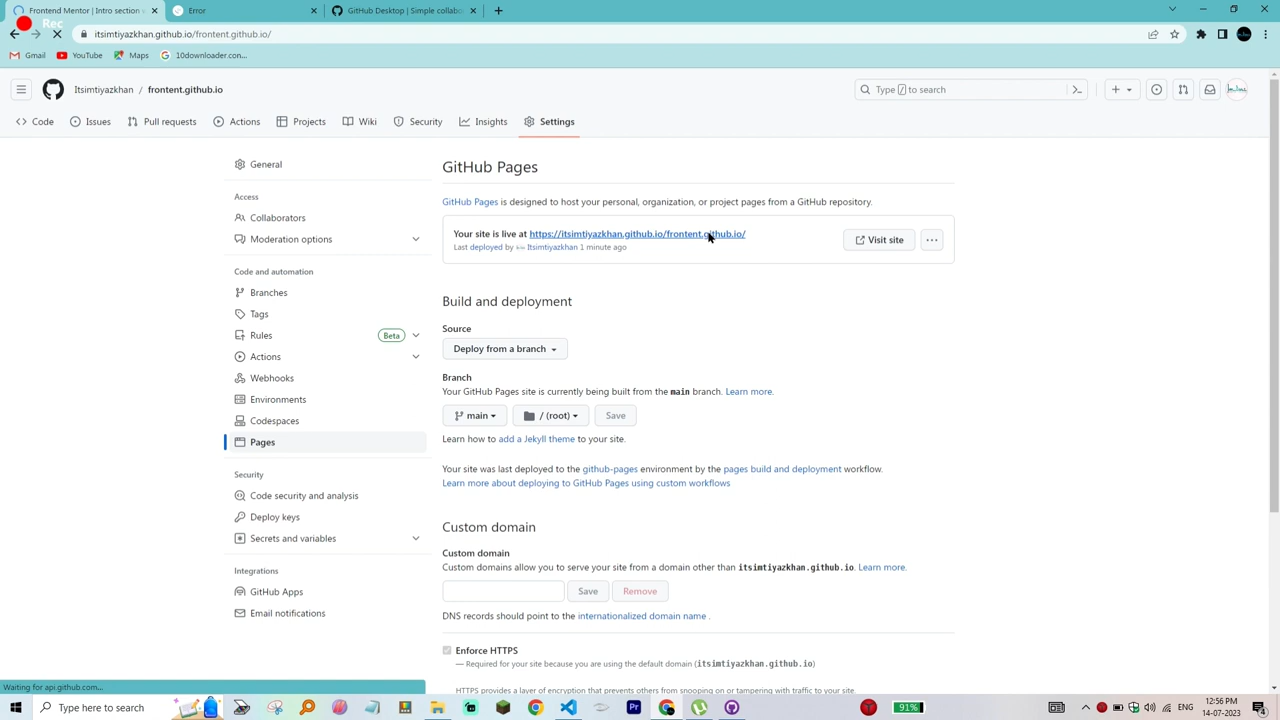 Frontend Mentor | Intro section
Error
GitHub Desktop | Simple collabo
Rec
itsimtiyazkhan.github.io/frontent.github.io/
Gmail YouTube Maps 10downloader.com...
Itsimtiyazkhan / frontent.github.io
Type / to search
Code Issues Pull requests Actions Projects Wiki Security Insights Settings
General
Access
Collaborators
Moderation options
Code and automation
Branches
Tags
Rules Beta
Actions
Webhooks
Environments
Codespaces
Pages
Security
Code security and analysis
Deploy keys
Secrets and variables
Integrations
GitHub Apps
Email notifications
GitHub Pages
GitHub Pages is designed to host your personal, organization, or project pages from a GitHub repository.
Your site is live at https://itsimtiyazkhan.github.io/frontent.github.io/
Last deployed by Itsimtiyazkhan 1 minute ago
Visit site
Build and deployment
Source
Deploy from a branch
Branch
Your GitHub Pages site is currently being built from the main branch. Learn more.
main / (root) Save
Learn how to add a Jekyll theme to your site.
Your site was last deployed to the github-pages environment by the pages build and deployment workflow.
Learn more about deploying to GitHub Pages using custom workflows
Custom domain
Custom domain
Custom domains allow you to serve your site from a domain other than itsimtiyazkhan.github.io. Learn more.
Save Remove
DNS records should point to the internationalized domain name .
Enforce HTTPS
— Required for your site because you are using the default domain (itsimtiyazkhan.github.io)
HTTPS provides a layer of encryption that prevents others from snooping on or tampering with traffic to your site.
Waiting for api.github.com...
Type here to search
91%
ENG
12:56 PM
14-07-2023